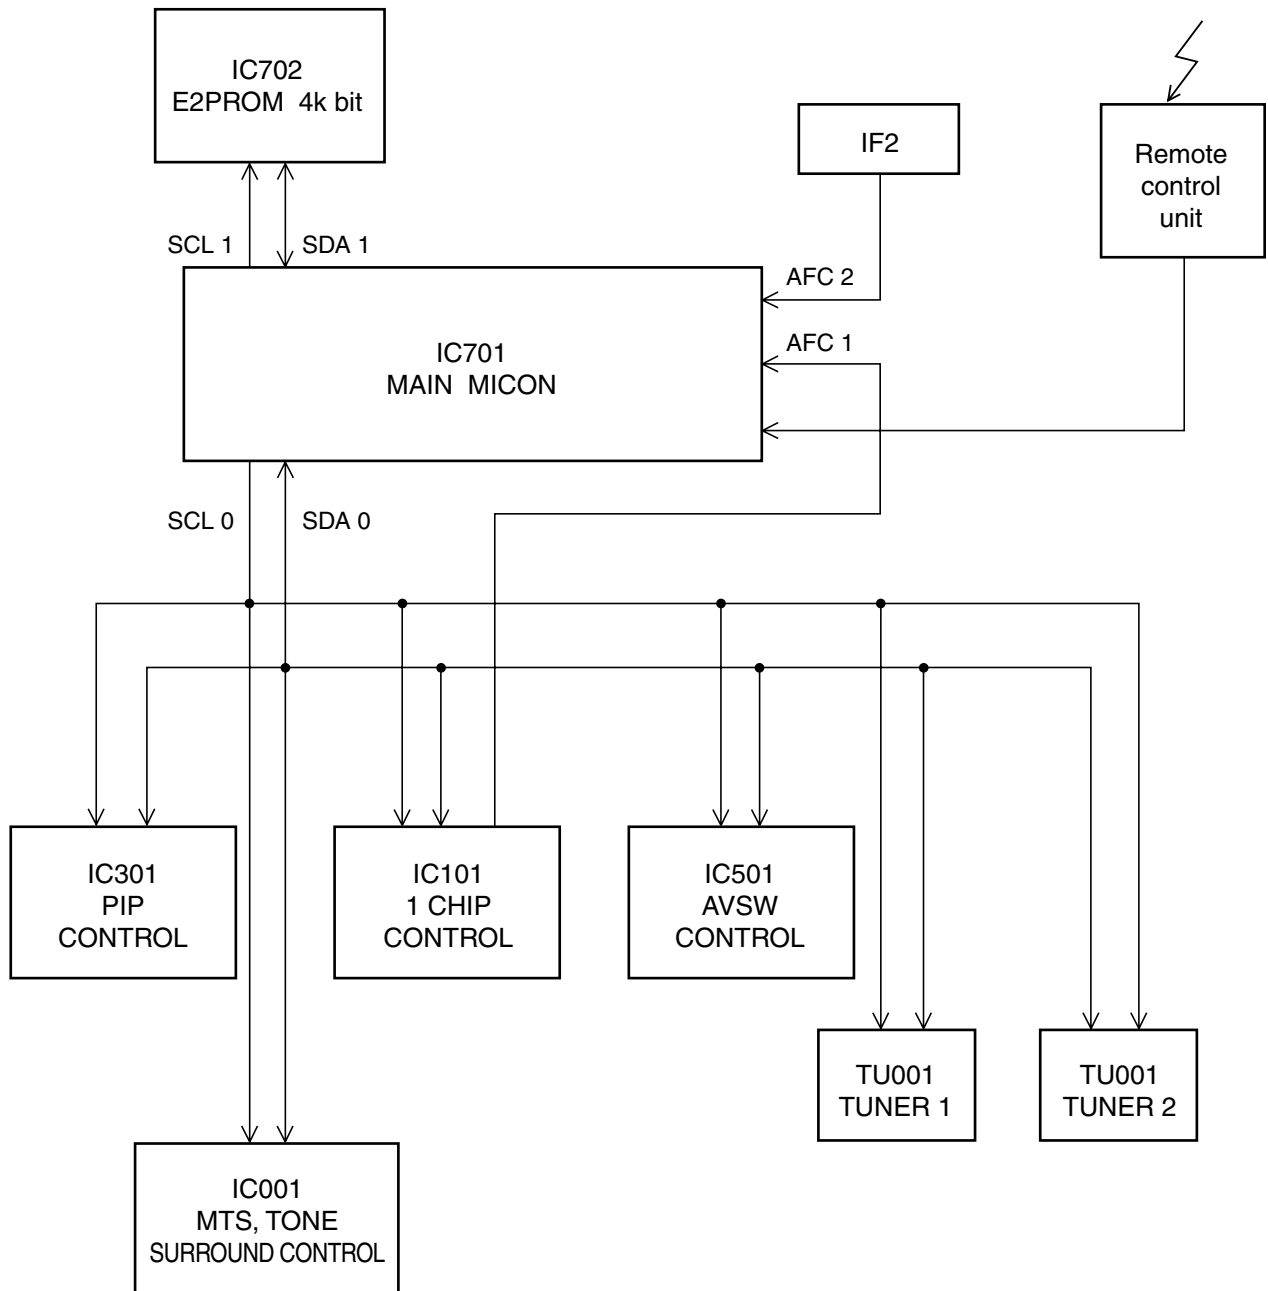 IC702
E2PROM 4k bit
IF2
Remote
control
unit
SCL 1
SDA 1
AFC 2
AFC 1
IC701
MAIN MICON
SCL 0
SDA 0
IC301
PIP
CONTROL
IC101
1 CHIP
CONTROL
IC501
AVSW
CONTROL
TU001
TUNER 1
TU001
TUNER 2
IC001
MTS, TONE
SURROUND CONTROL